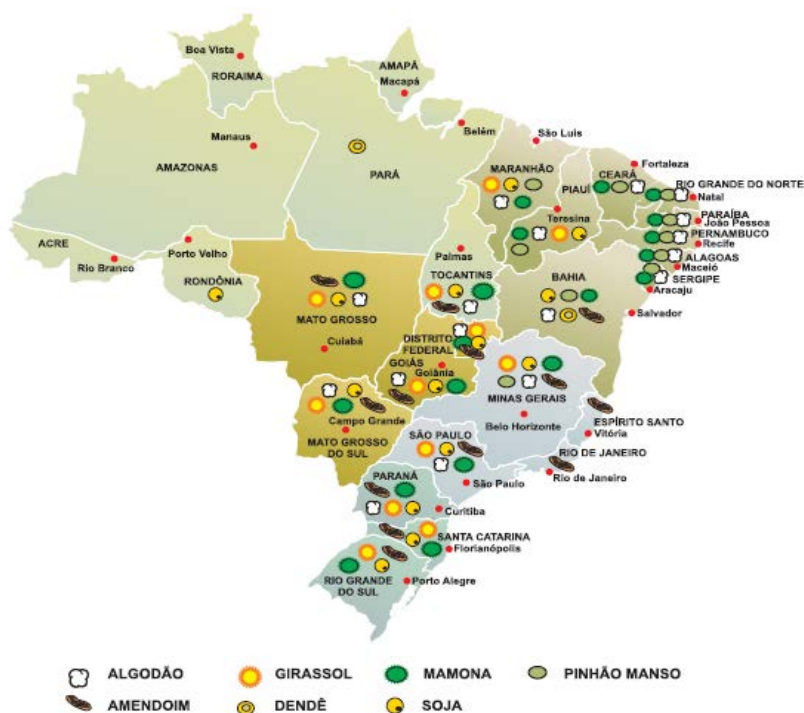 Boa Vista
RORAIMA
AMAPÁ
Macapá
Manaus
AMAZONAS
Belém
PARÁ
São Luis
MARANHÃO
Fortaleza
CEARÁ
PIAUÍ
Teresina
RIO GRANDE DO NORTE
Natal
PARAÍBA
João Pessoa
PERNAMBUCO
Recife
ALAGOAS
Maceió
SERGIPE
Aracaju
ACRE
Rio Branco
Porto Velho
RONDÔNIA
Palmas
TOCANTINS
BAHIA
Salvador
MATO GROSSO
Cuiabá
DISTRITO
FEDERAL
GOIÁS
Goiânia
MINAS GERAIS
Belo Horizonte
ESPÍRITO SANTO
Vitória
Campo Grande
MATO GROSSO
DO SUL
SÃO PAULO
São Paulo
RIO DE JANEIRO
Rio de Janeiro
PARANÁ
Curitiba
SANTA CATARINA
Florianópolis
RIO GRANDE
DO SUL
Porto Alegre
ALGODÃO GIRASSOL MAMONA PINHÃO MANSO
AMENDOIM DENDÊ SOJA